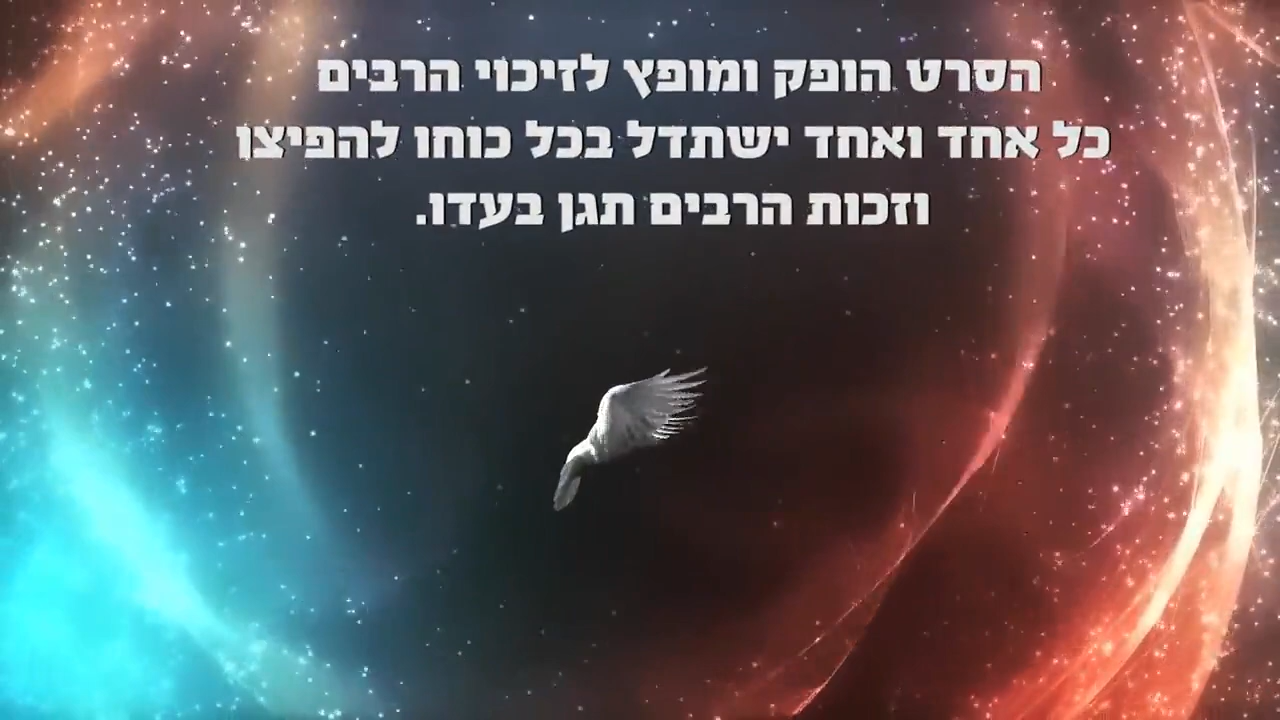 הסרט הופק ומופץ לזיכוי הרבים
כל אחד ואחד ישתדל בכל כוחו להפיצו
וזכות הרבים תגן בעדו.